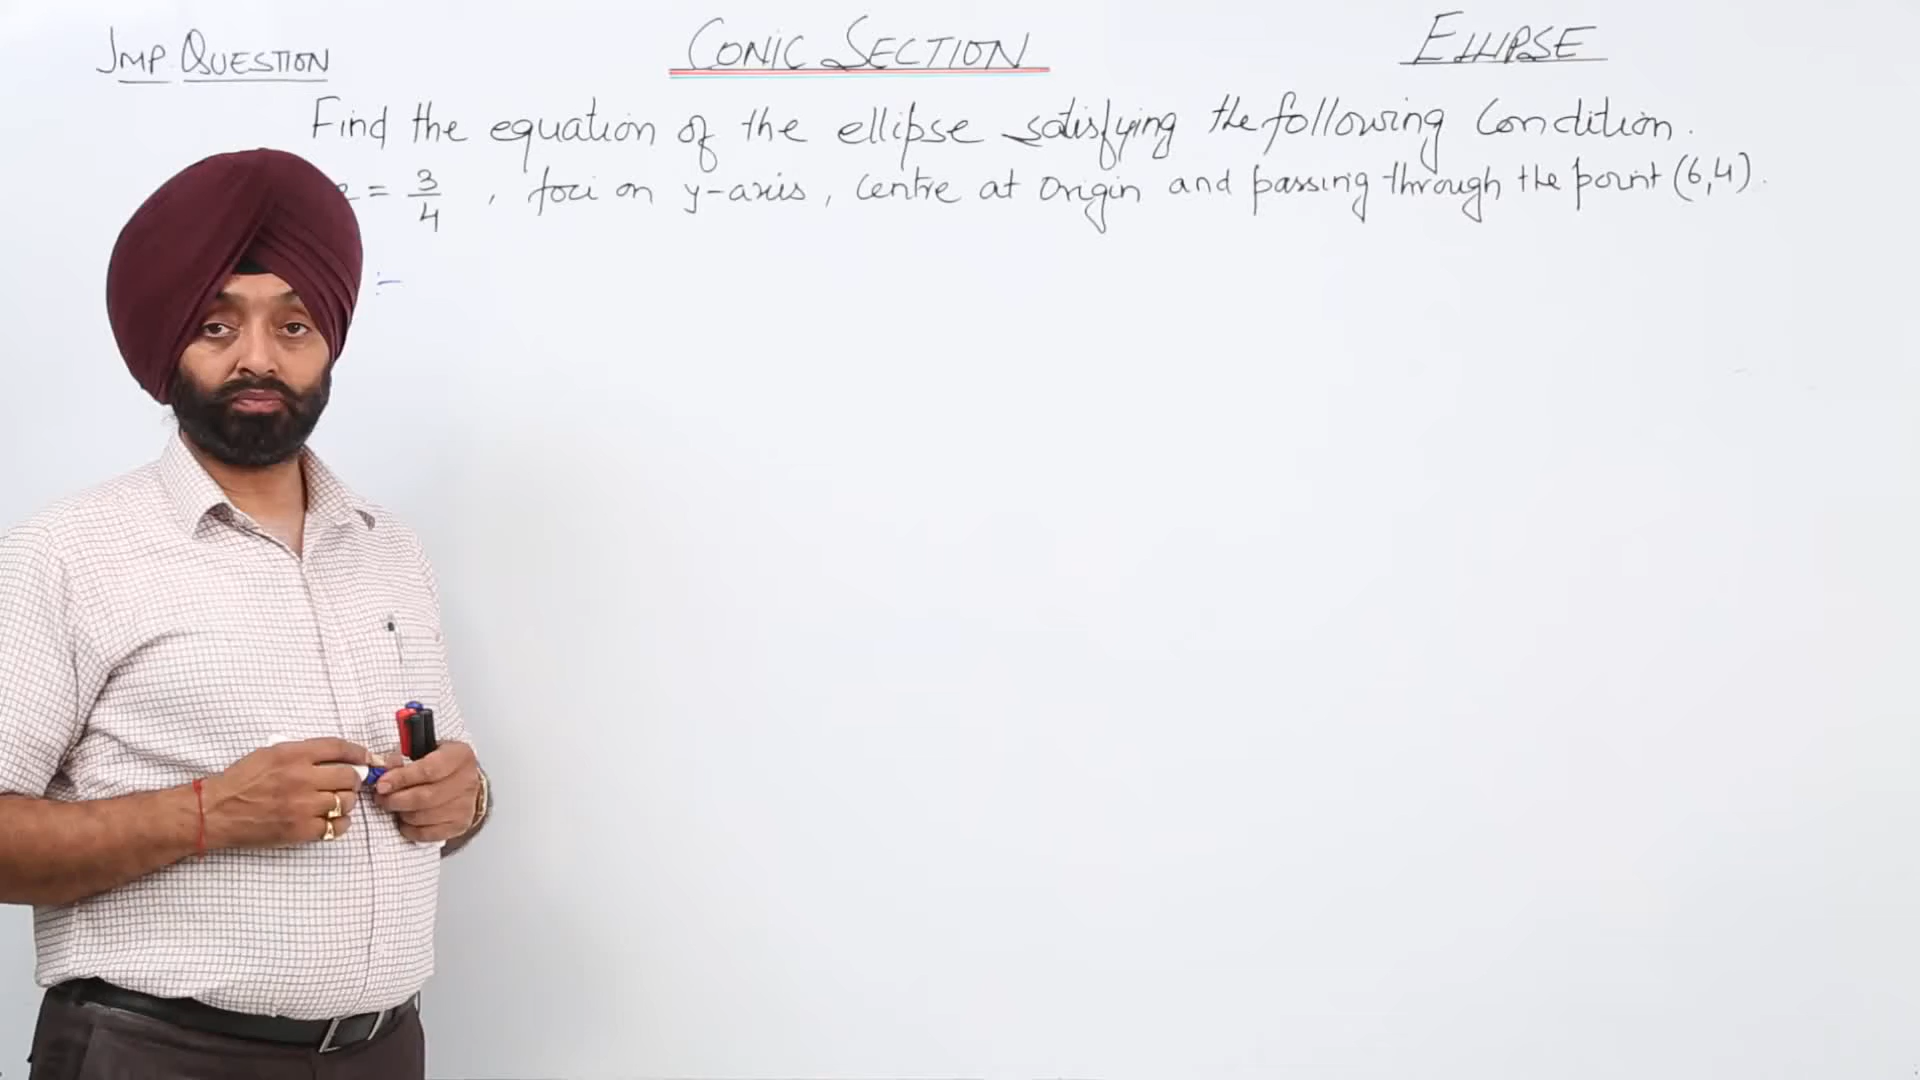 IMP. QUESTION
CONIC SECTION
ELLIPSE
Find the equation of the ellipse satisfying the following condition.
e = 3/4 , foci on y-axis, centre at origin and passing through the point (6,4).
:-